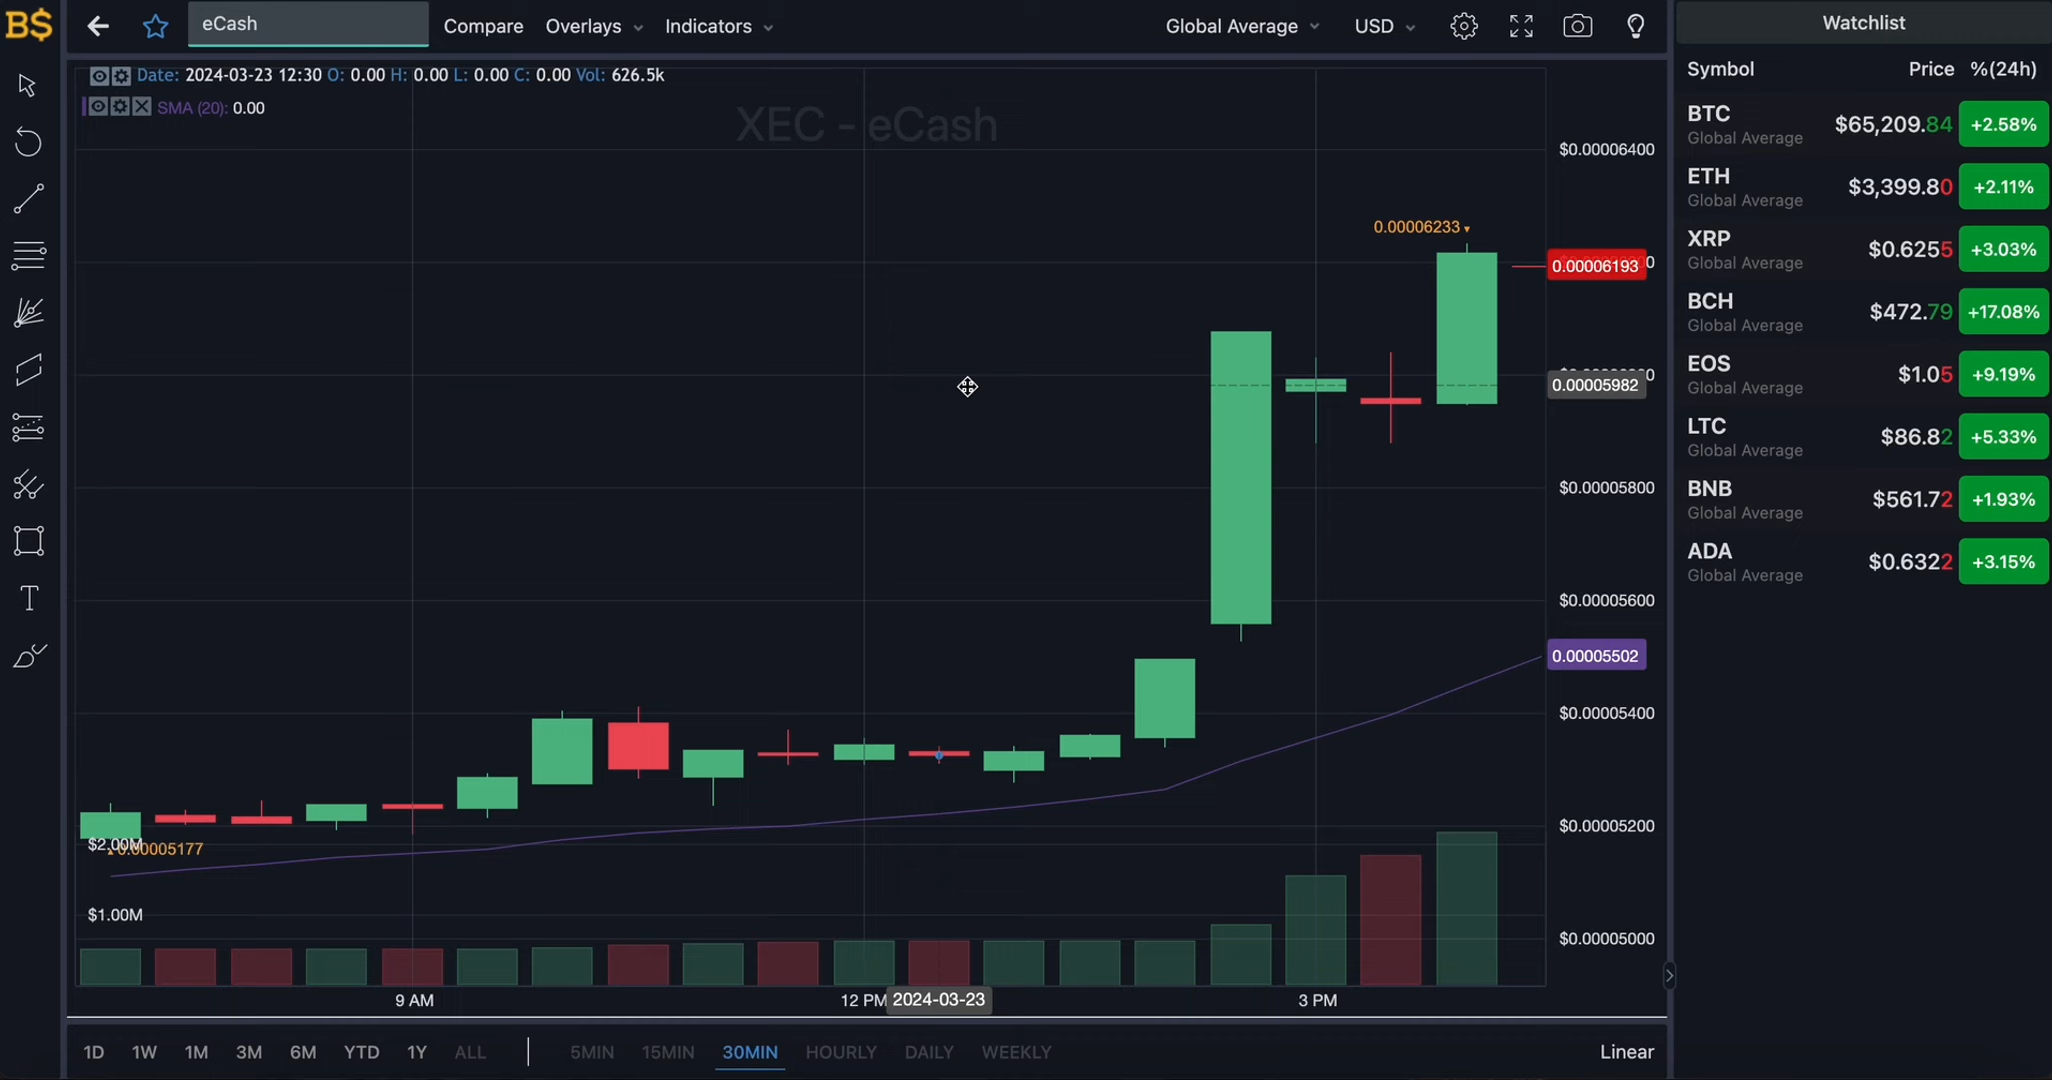 B$
eCash Compare Overlays Indicators Global Average USD
Date: 2024-03-23 12:30 O: 0.00 H: 0.00 L: 0.00 C: 0.00 Vol: 626.5k
SMA (20): 0.00
XEC - eCash
$0.00006400
0.00006233
0.00006193
0.00005982
$0.00005800
$0.00005600
0.00005502
$0.00005400
$0.00005200
$2.00M
0.00005177
$1.00M
$0.00005000
9 AM 12 PM 2024-03-23 3 PM
1D 1W 1M 3M 6M YTD 1Y ALL 5MIN 15MIN 30MIN HOURLY DAILY WEEKLY Linear
T
Watchlist
Symbol Price %(24h)
BTC $65,209.84 +2.58%
Global Average
ETH $3,399.80 +2.11%
Global Average
XRP $0.6255 +3.03%
Global Average
BCH $472.79 +17.08%
Global Average
EOS $1.05 +9.19%
Global Average
LTC $86.82 +5.33%
Global Average
BNB $561.72 +1.93%
Global Average
ADA $0.6322 +3.15%
Global Average